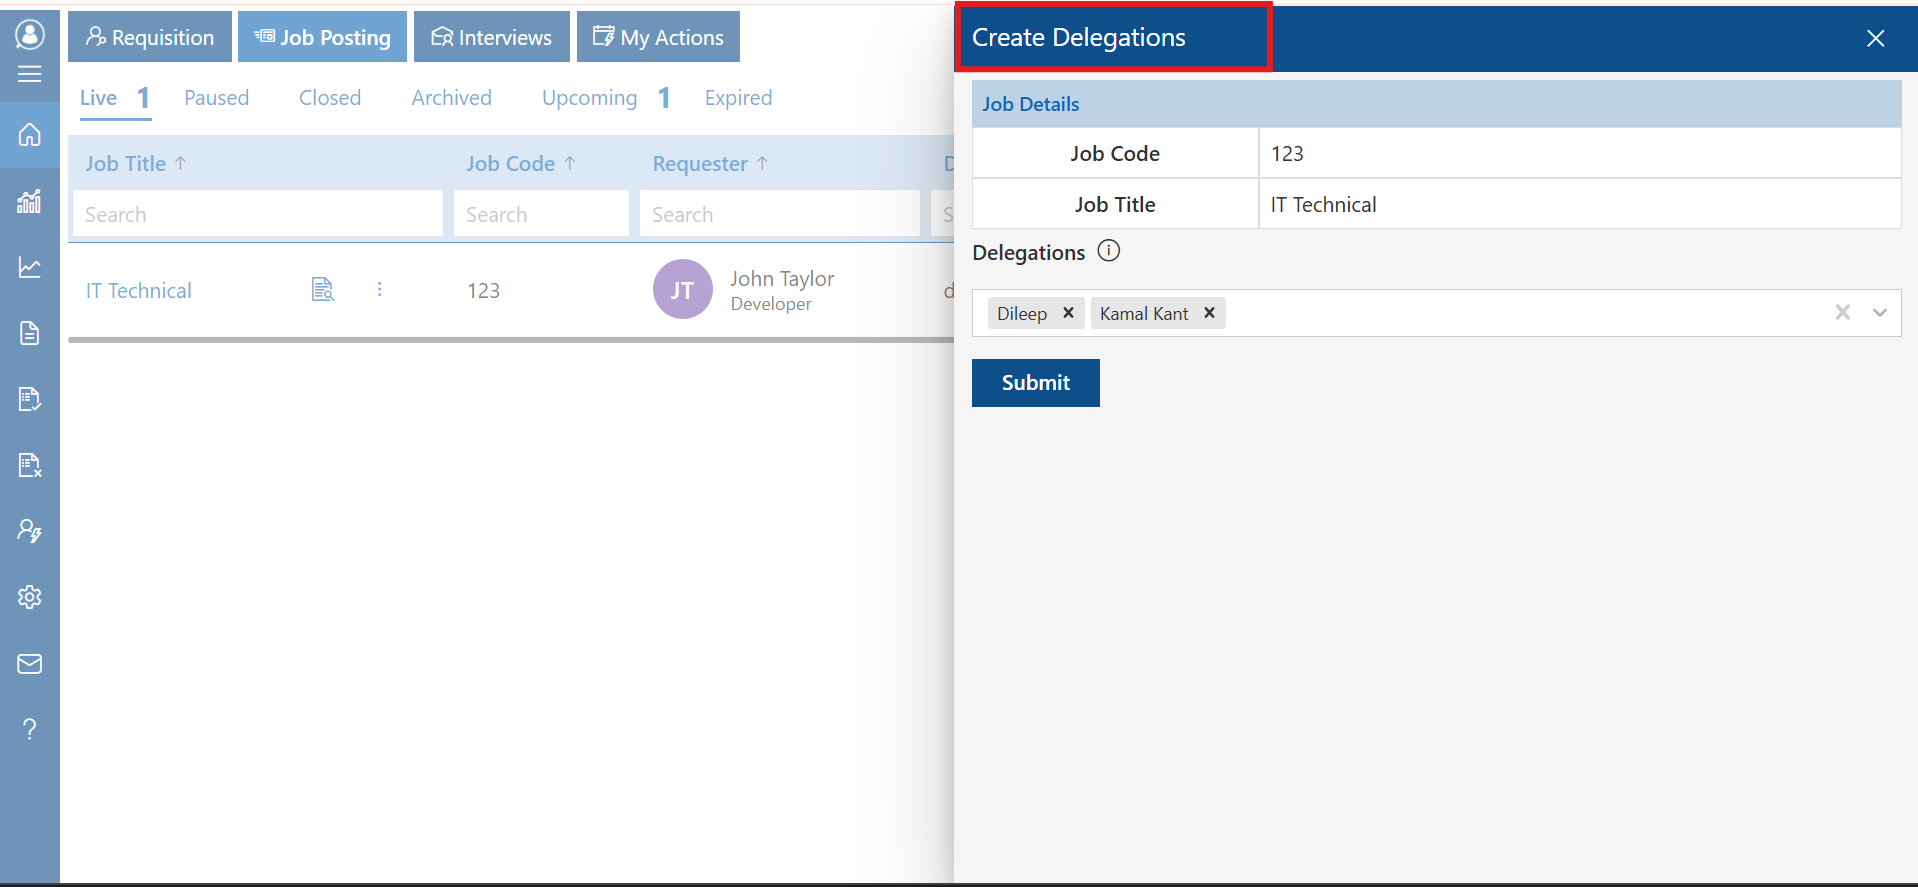 Requisition
Job Posting
Interviews
My Actions
Live 1
Paused
Closed
Archived
Upcoming 1
Expired
Job Title
Job Code
Requester
D
Search
Search
Search
S
IT Technical
123
JT
John Taylor
Developer
d
Create Delegations
Job Details
Job Code
123
Job Title
IT Technical
Delegations
Dileep
Kamal Kant
Submit